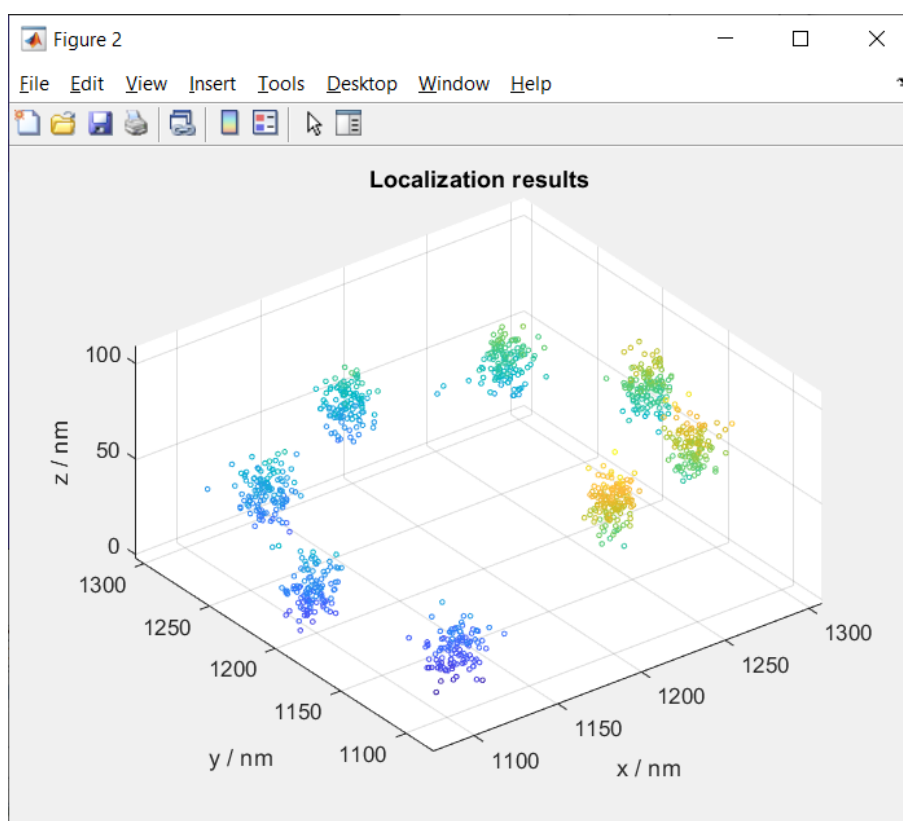 Figure 2
File Edit View Insert Tools Desktop Window Help
Localization results
z / nm
100
50
0
1300
1250
1200
1150
1100
y / nm
1100
1150
1200
1250
1300
x / nm